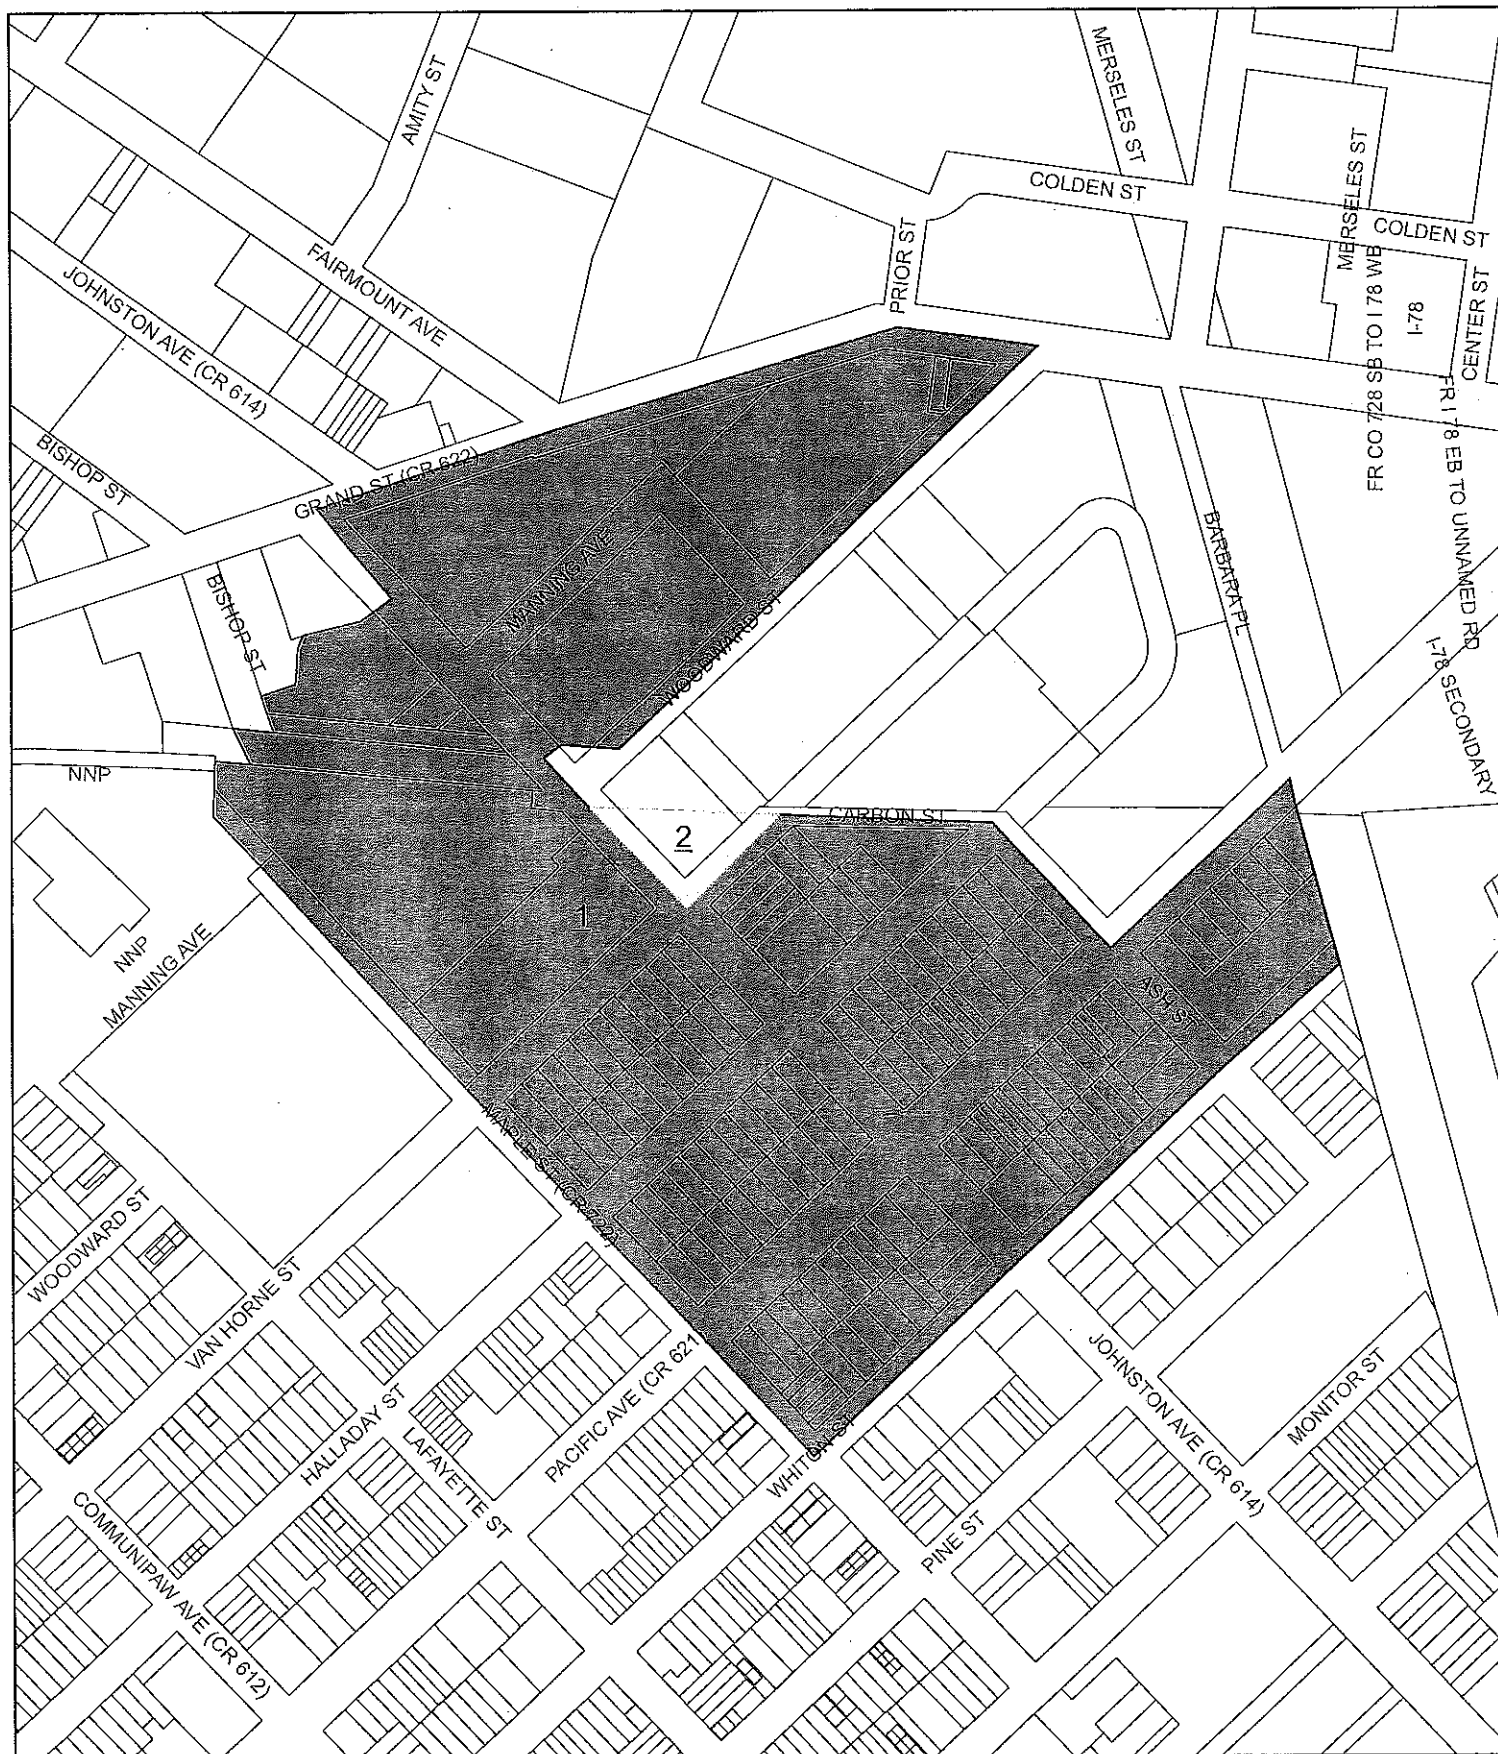 AMITY ST
MERSELES ST
COLDEN ST
MERSELES ST
COLDEN ST
PRIOR ST
FAIRMOUNT AVE
JOHNSTON AVE (CR 614)
FR CO 728 SB TO I 78 WB
I-78
CENTER ST
BISHOP ST
GRAND ST (CR 622)
FR I 78 EB TO UNNAMED RD
MANNING AVE
BISHOP ST
WOODWARD ST
BARBARA PL
I-78 SECONDARY
NNP
CARBON ST
2
1
NNP
MANNING AVE
ASH ST
MAPLE ST (CR 722)
WOODWARD ST
VAN HORNE ST
HALLADAY ST
PACIFIC AVE (CR 621)
JOHNSTON AVE (CR 614)
MONITOR ST
LAFAYETTE ST
WHITON ST
PINE ST
COMMUNIPAW AVE (CR 612)